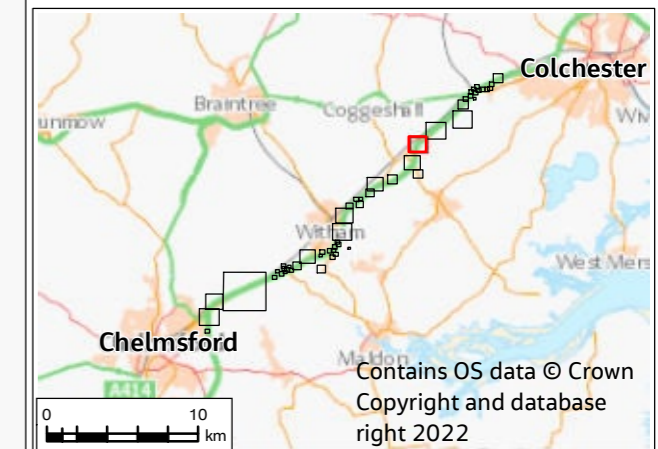 Colchester
Braintree
Coggeshall
unmow
Wiv
Witham
West Mers
Chelmsford
Maldon
A414
Contains OS data © Crown
Copyright and database
right 2022
0 10
km